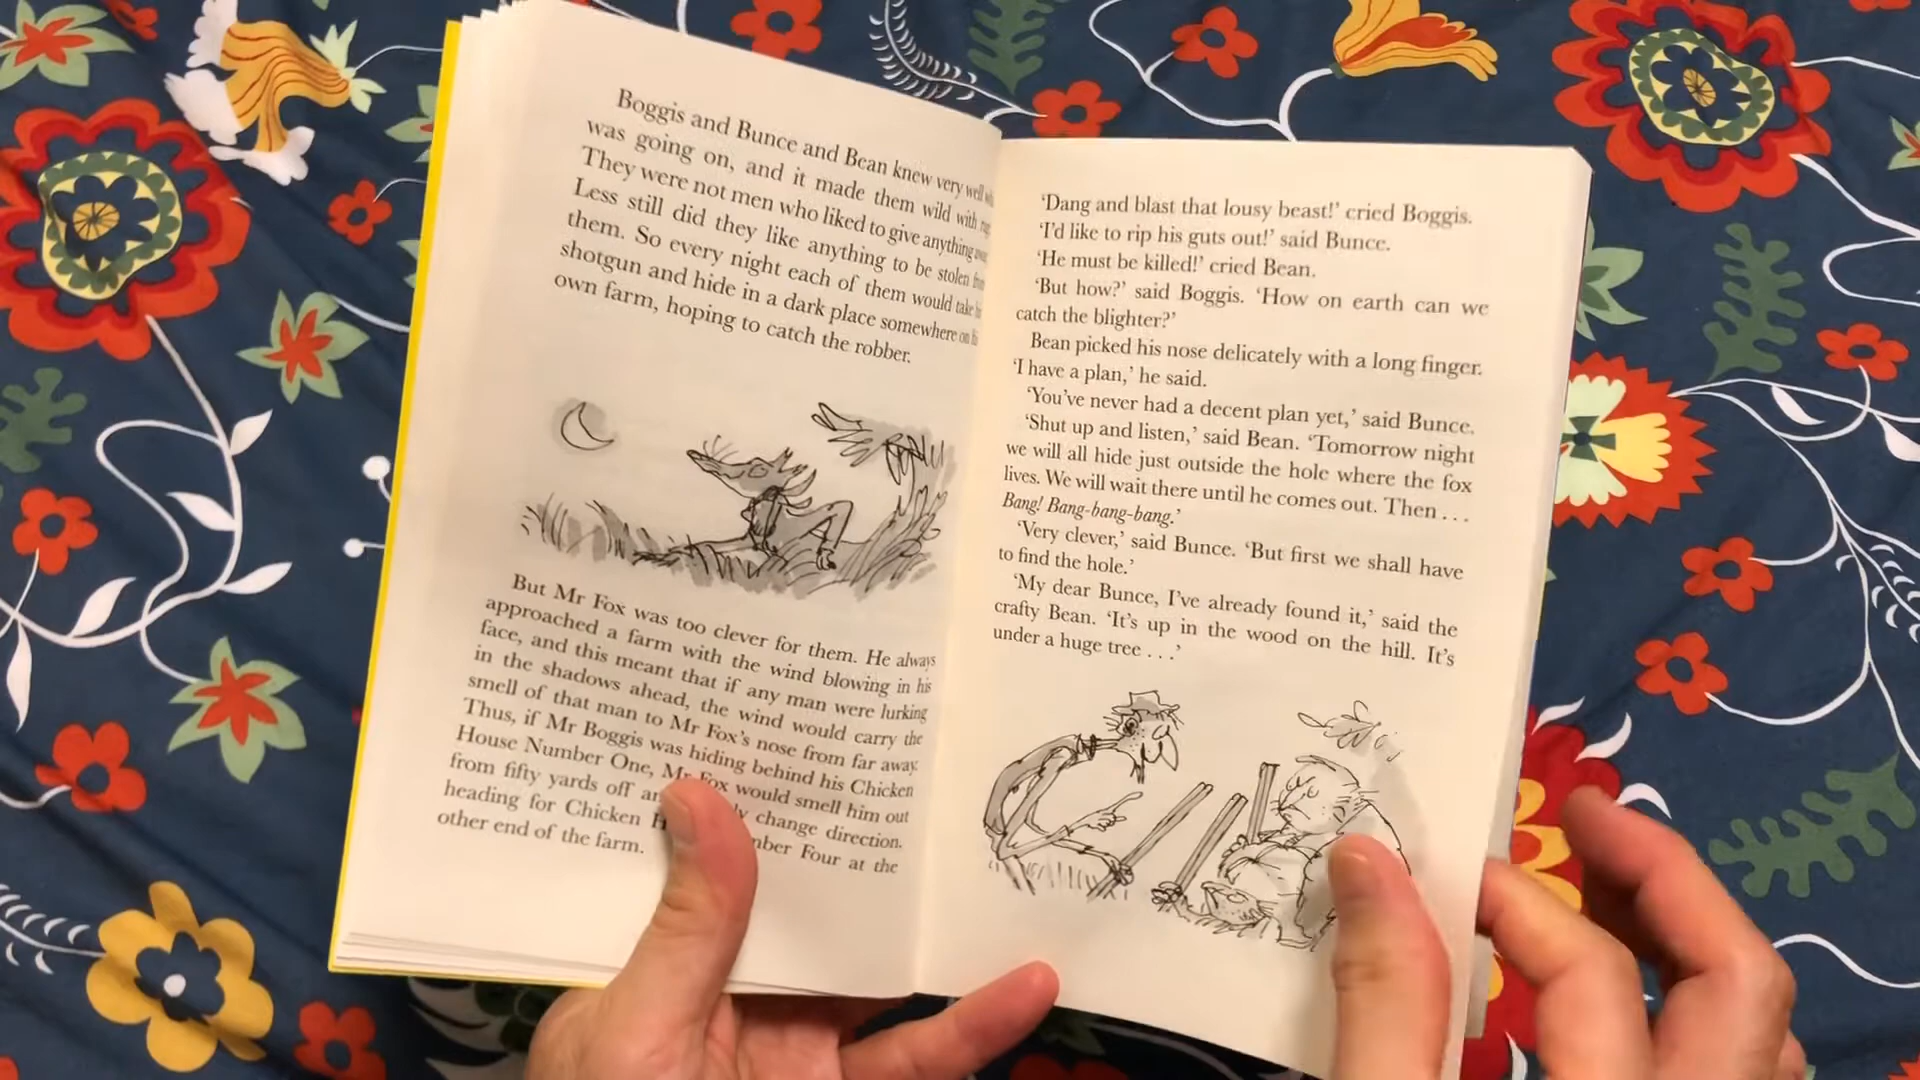 Boggis and Bunce and Bean knew very well
was going on, and it made them wild with
They were not men who liked to give anything
Less still did they like anything to be stolen
them. So every night each of them would take
shotgun and hide in a dark place somewhere on
own farm, hoping to catch the robber.
But Mr Fox was too clever for them. He always
approached a farm with the wind blowing in his
face, and this meant that if any man were lurking
in the shadows ahead, the wind would carry the
smell of that man to Mr Fox's nose from far away.
Thus, if Mr Boggis was hiding behind his Chicken
House Number One, Mr Fox would smell him out
from fifty yards off change direction.
heading for Chicken Four at the
other end of the farm.
‘Dang and blast that lousy beast!’ cried Boggis.
‘I’d like to rip his guts out!’ said Bunce.
‘He must be killed!’ cried Bean.
‘But how?’ said Boggis. ‘How on earth can we
catch the blighter?’
Bean picked his nose delicately with a long finger.
‘I have a plan,’ he said.
‘You’ve never had a decent plan yet,’ said Bunce.
‘Shut up and listen,’ said Bean. ‘Tomorrow night
we will all hide just outside the hole where the fox
lives. We will wait there until he comes out. Then . . .
Bang! Bang-bang-bang.’
‘Very clever,’ said Bunce. ‘But first we shall have
to find the hole.’
‘My dear Bunce, I’ve already found it,’ said the
crafty Bean. ‘It’s up in the wood on the hill. It’s
under a huge tree . . .’